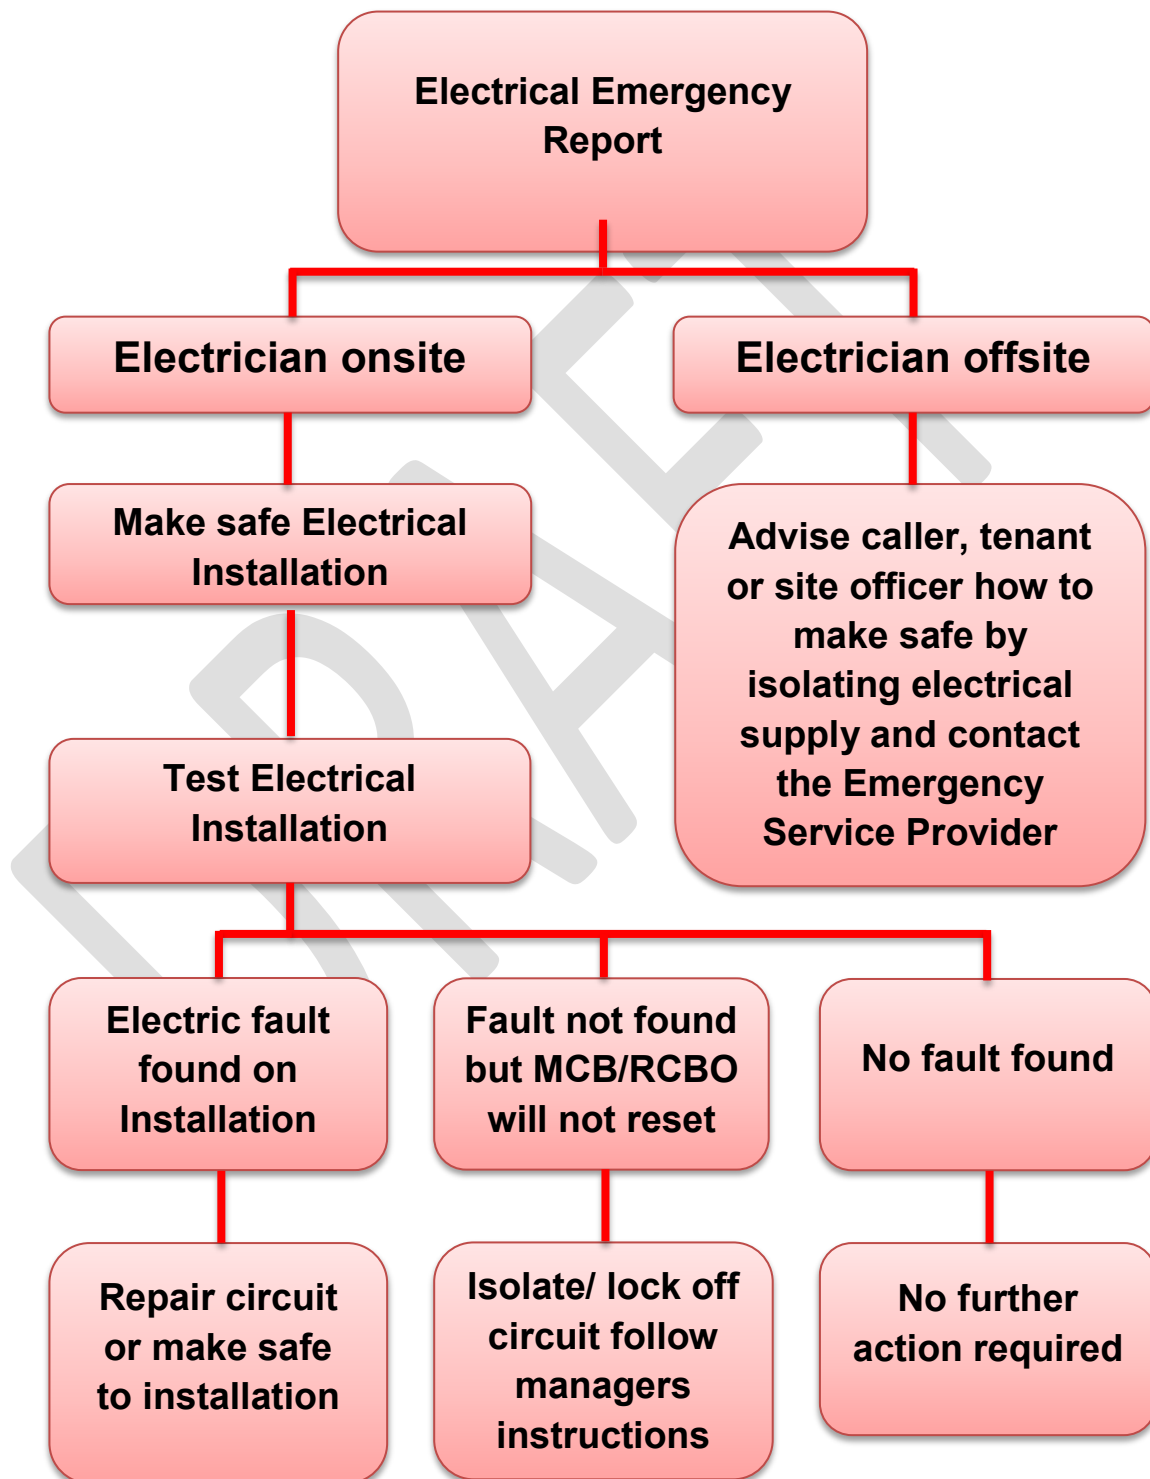 Electrical Emergency
Report
Electrician onsite
Electrician offsite
Make safe Electrical
Installation
Advise caller, tenant
or site officer how to
make safe by
isolating electrical
supply and contact
the Emergency
Service Provider
Test Electrical
Installation
Electric fault
found on
Installation
Fault not found
but MCB/RCBO
will not reset
No fault found
Repair circuit
or make safe
to installation
Isolate/ lock off
circuit follow
managers
instructions
No further
action required
DRAFT